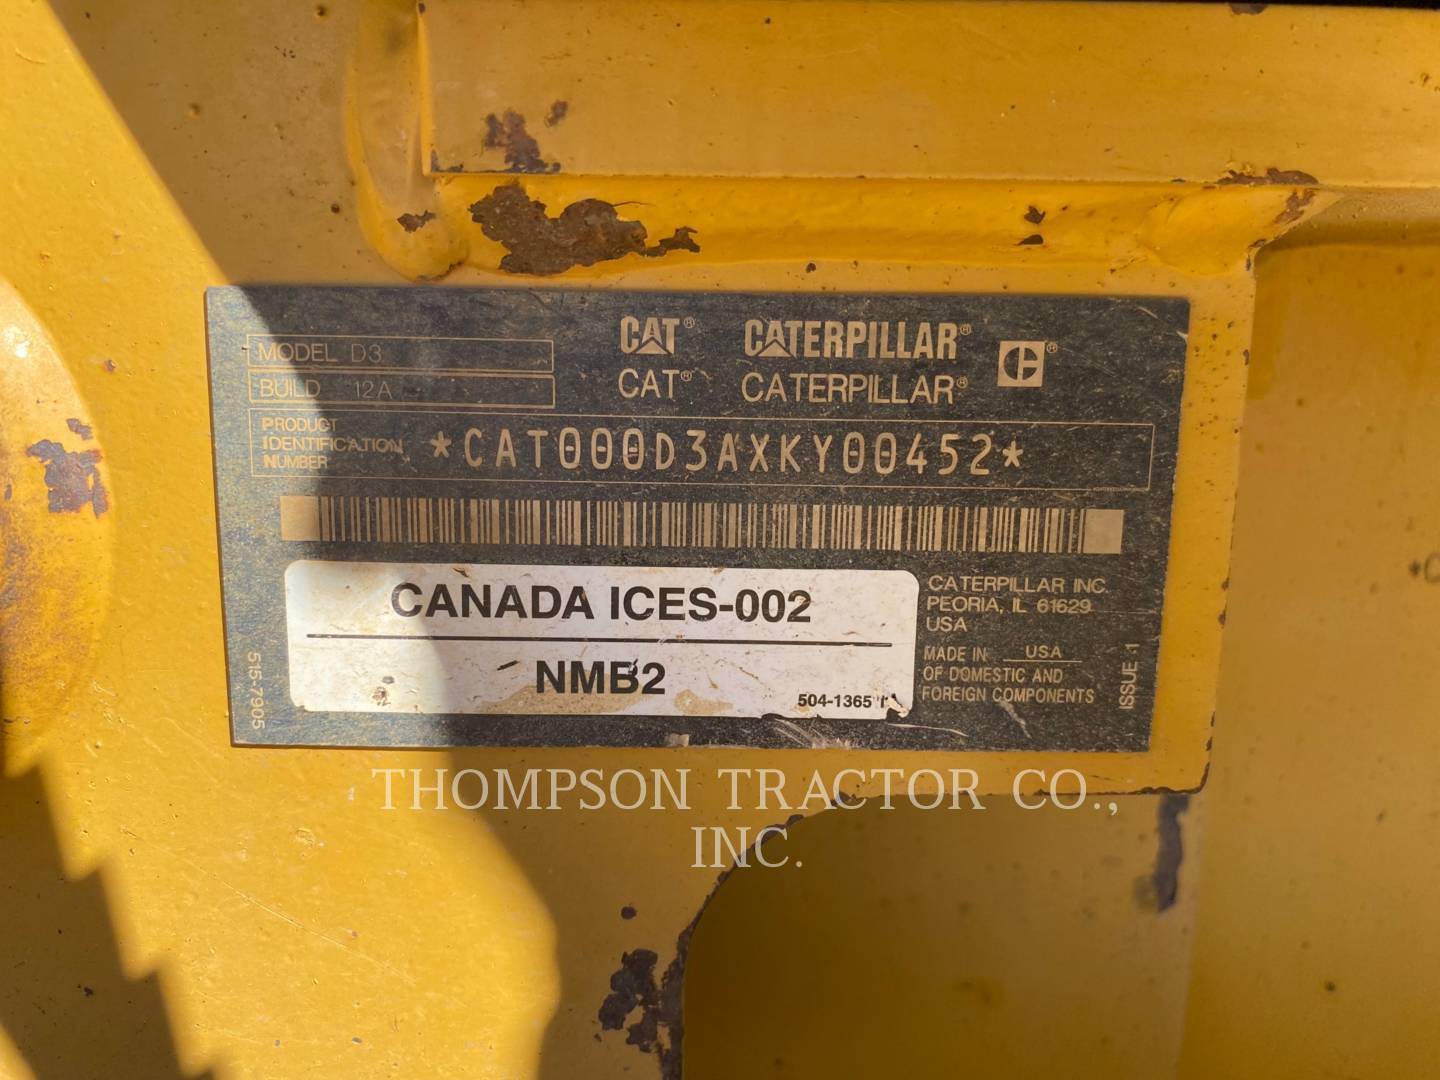 MODEL D3
BUILD 12A
CAT® CATERPILLAR®
CAT® CATERPILLAR® C®
PRODUCT
IDENTIFICATION
NUMBER
*CAT000D3AXKY00452*
CANADA ICES-002
NMB2
504-1365
CATERPILLAR INC.
PEORIA, IL 61629
USA
MADE IN USA
OF DOMESTIC AND
FOREIGN COMPONENTS
ISSUE 1
515-7905
THOMPSON TRACTOR CO.,
INC.